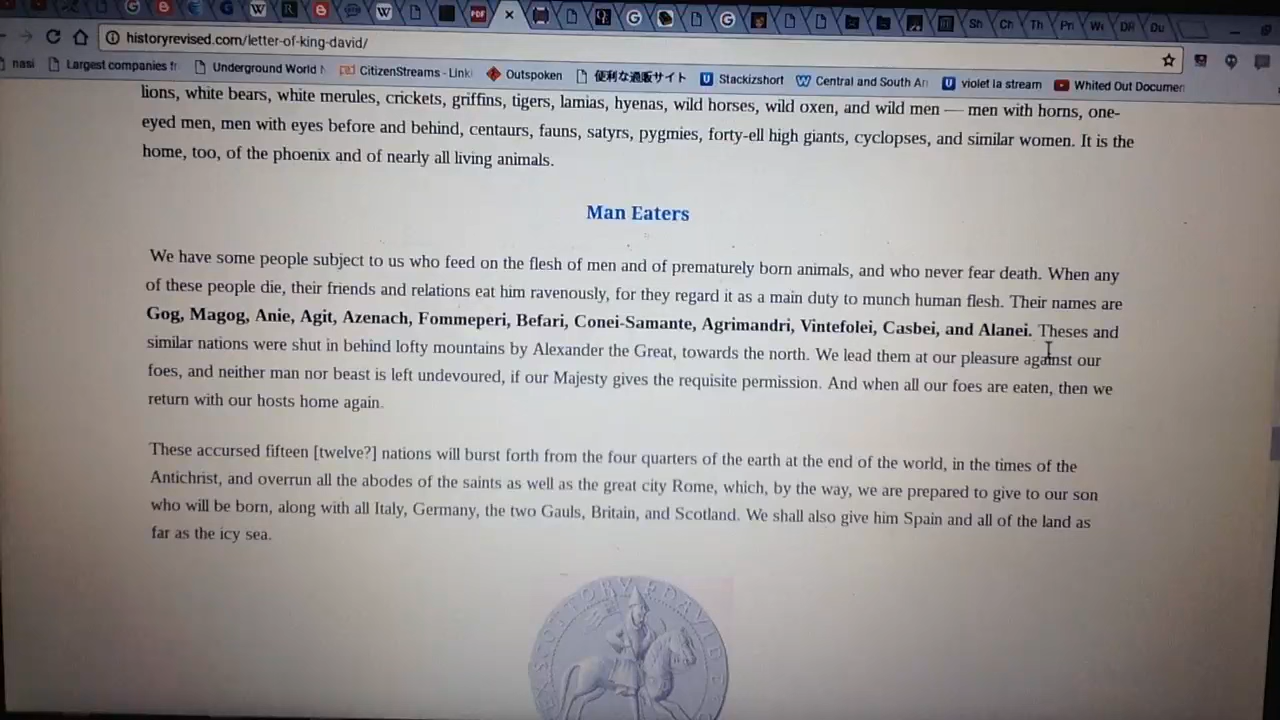 Sh
Ch
Th
Pri
DR
Du
historyrevised.com/letter-of-king-david/
nasi
Largest companies fr
Underground World N
CitizenStreams - Link
Outspoken
便利な通販サイト
Stackizshort
Central and South An
violet la stream
Whited Out Documen
lions, white bears, white merules, crickets, griffins, tigers, lamias, hyenas, wild horses, wild oxen, and wild men — men with horns, one-
eyed men, men with eyes before and behind, centaurs, fauns, satyrs, pygmies, forty-ell high giants, cyclopses, and similar women. It is the
home, too, of the phoenix and of nearly all living animals.
Man Eaters
We have some people subject to us who feed on the flesh of men and of prematurely born animals, and who never fear death. When any
of these people die, their friends and relations eat him ravenously, for they regard it as a main duty to munch human flesh. Their names are
Gog, Magog, Anie, Agit, Azenach, Fommeperi, Befari, Conei-Samante, Agrimandri, Vintefolei, Casbei, and Alanei. Theses and
similar nations were shut in behind lofty mountains by Alexander the Great, towards the north. We lead them at our pleasure against our
foes, and neither man nor beast is left undevoured, if our Majesty gives the requisite permission. And when all our foes are eaten, then we
return with our hosts home again.
These accursed fifteen [twelve?] nations will burst forth from the four quarters of the earth at the end of the world, in the times of the
Antichrist, and overrun all the abodes of the saints as well as the great city Rome, which, by the way, we are prepared to give to our son
who will be born, along with all Italy, Germany, the two Gauls, Britain, and Scotland. We shall also give him Spain and all of the land as
far as the icy sea.